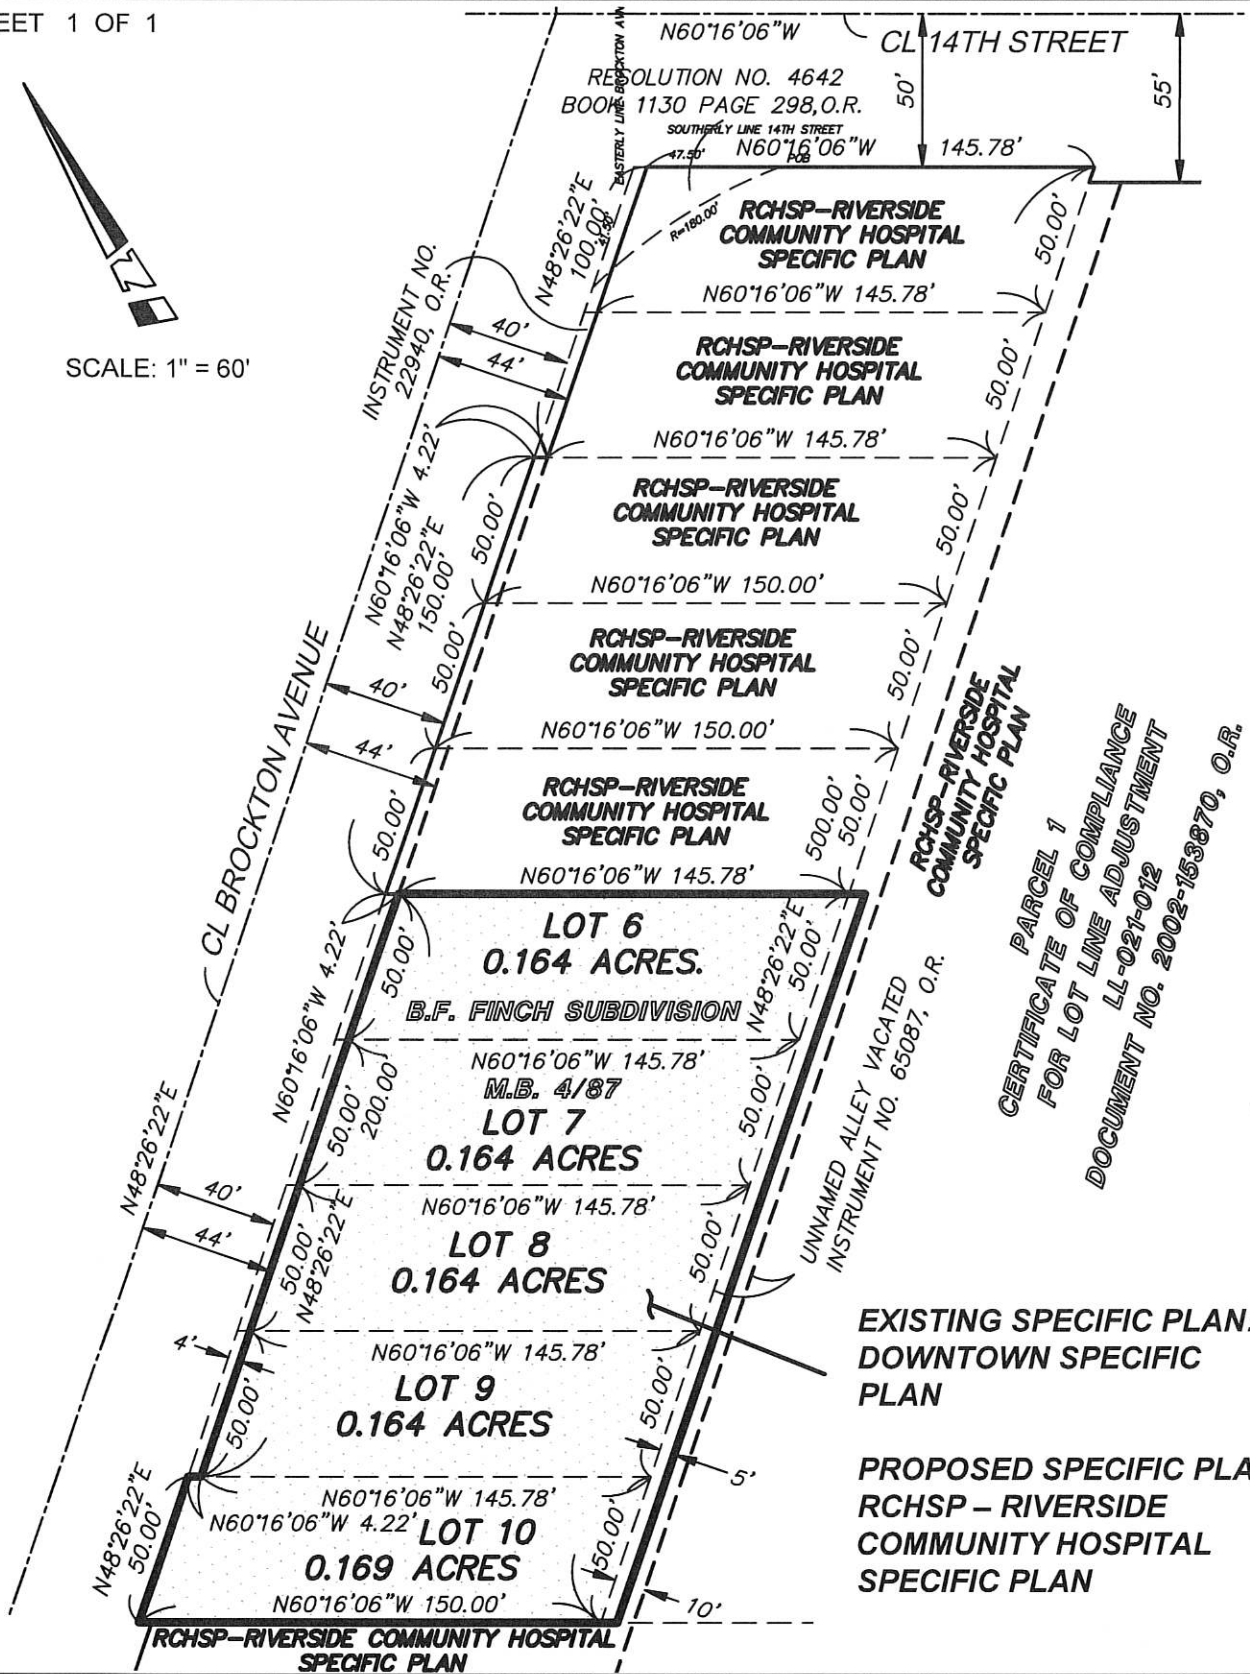 EET 1 OF 1
N60°16'06"W
CL 14TH STREET
RESOLUTION NO. 4642
BOOK 1130 PAGE 298,O.R.
EASTERLY LINE BROCKTON AVN
SOUTHERLY LINE 14TH STREET
47.50'
POB
N60°16'06"W 145.78'
50'
55'
SCALE: 1" = 60'
N
INSTRUMENT NO.
22940, O.R.
N48°26'22"E
100.00'
R=180.00'
RCHSP-RIVERSIDE
COMMUNITY HOSPITAL
SPECIFIC PLAN
50.00'
N60°16'06"W 145.78'
40'
44'
RCHSP-RIVERSIDE
COMMUNITY HOSPITAL
SPECIFIC PLAN
50.00'
N60°16'06"W 145.78'
N60°16'06"W 4.22'
N48°26'22"E
150.00'
50.00'
RCHSP-RIVERSIDE
COMMUNITY HOSPITAL
SPECIFIC PLAN
50.00'
N60°16'06"W 150.00'
50.00'
RCHSP-RIVERSIDE
COMMUNITY HOSPITAL
SPECIFIC PLAN
50.00'
N60°16'06"W 150.00'
40'
44'
CL BROCKTON AVENUE
50.00'
RCHSP-RIVERSIDE
COMMUNITY HOSPITAL
SPECIFIC PLAN
500.00'
50.00'
N60°16'06"W 145.78'
RCHSP-RIVERSIDE
COMMUNITY HOSPITAL
SPECIFIC PLAN
PARCEL 1
CERTIFICATE OF COMPLIANCE
FOR LOT LINE ADJUSTMENT
LL-021-012
DOCUMENT NO. 2002-153870, O.R.
N60°16'06"W 4.22'
50.00'
LOT 6
0.164 ACRES.
N48°26'22"E
50.00'
B.F. FINCH SUBDIVISION
N60°16'06"W 145.78'
M.B. 4/87
50.00'
200.00'
LOT 7
0.164 ACRES
50.00'
UNNAMED ALLEY VACATED
INSTRUMENT NO. 65087, O.R.
N48°26'22"E
40'
44'
N60°16'06"W 145.78'
50.00'
N48°26'22"E
LOT 8
0.164 ACRES
50.00'
4'
N60°16'06"W 145.78'
50.00'
LOT 9
0.164 ACRES
50.00'
EXISTING SPECIFIC PLAN:
DOWNTOWN SPECIFIC
PLAN
5'
N60°16'06"W 145.78'
N60°16'06"W 4.22'
N48°26'22"E
50.00'
LOT 10
0.169 ACRES
50.00'
N60°16'06"W 150.00'
10'
PROPOSED SPECIFIC PLA
RCHSP – RIVERSIDE
COMMUNITY HOSPITAL
SPECIFIC PLAN
RCHSP-RIVERSIDE COMMUNITY HOSPITAL
SPECIFIC PLAN